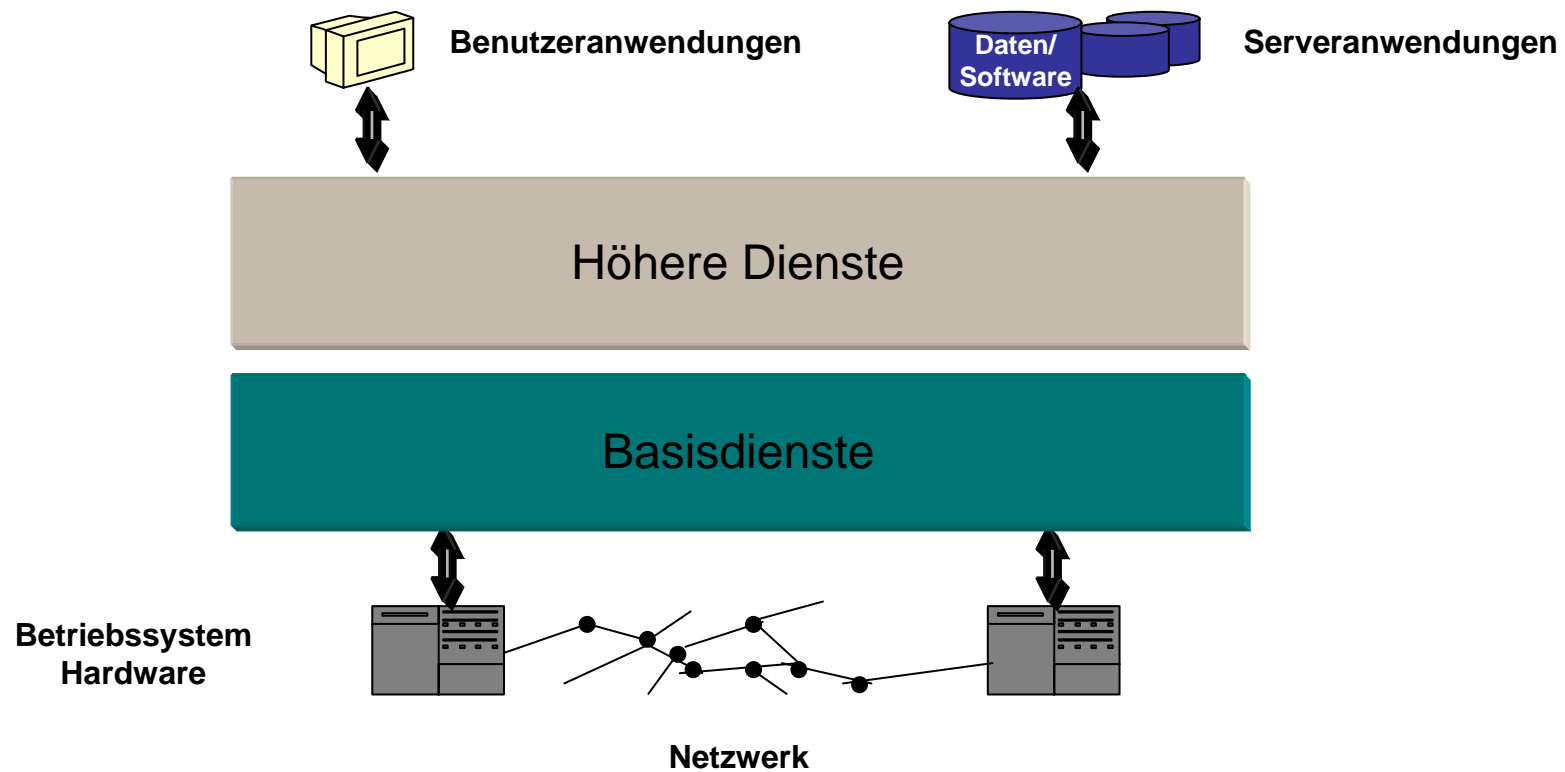 Benutzeranwendungen
Daten/
Software
Serveranwendungen
Höhere Dienste
Basisdienste
Betriebssystem
Hardware
Netzwerk